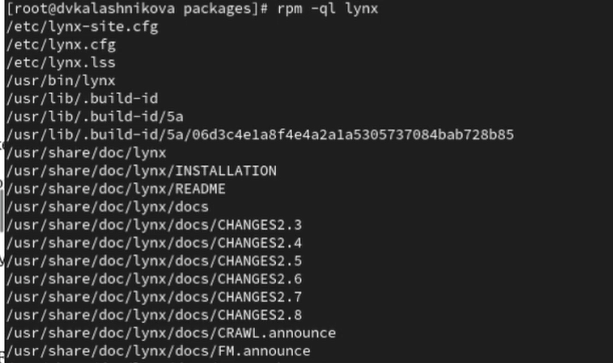 [root@dvkalashnikova packages]# rpm -ql lynx
/etc/lynx-site.cfg
/etc/lynx.cfg
/etc/lynx.lss
/usr/bin/lynx
/usr/lib/.build-id
/usr/lib/.build-id/5a
/usr/lib/.build-id/5a/06d3c4e1a8f4e4a2a1a5305737084bab728b85
/usr/share/doc/lynx
/usr/share/doc/lynx/INSTALLATION
/usr/share/doc/lynx/README
/usr/share/doc/lynx/docs
/usr/share/doc/lynx/docs/CHANGES2.3
/usr/share/doc/lynx/docs/CHANGES2.4
/usr/share/doc/lynx/docs/CHANGES2.5
/usr/share/doc/lynx/docs/CHANGES2.6
/usr/share/doc/lynx/docs/CHANGES2.7
/usr/share/doc/lynx/docs/CHANGES2.8
/usr/share/doc/lynx/docs/CRAWL.announce
/usr/share/doc/lynx/docs/FM.announce